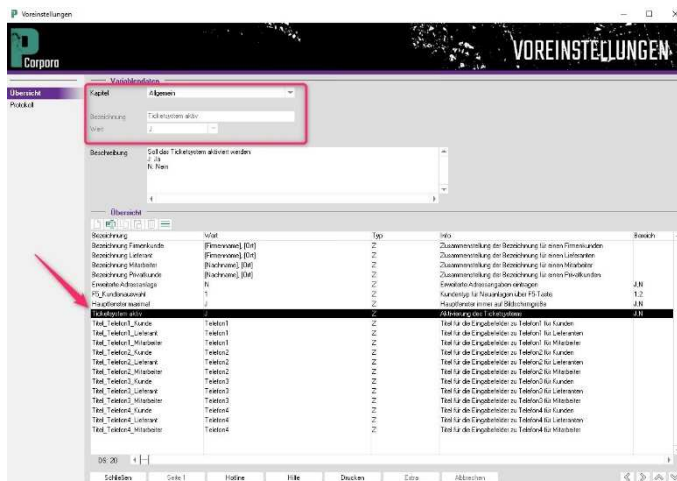 Voreinstellungen
P
Corpora
VOREINSTELLUNGEN
Übersicht
Protokoll
Variablendaten
Kapitel Allgemein
Bezeichnung Ticketsystem aktiv
Wert J
Beschreibung Soll das Ticketsystem aktiviert werden
J: Ja
N: Nein
Übersicht
Bezeichnung Wert Typ Info Bereich
Bezeichnung Firmenkunde [Firmenname], [Ort] Z Zusammenstellung der Bezeichnung für einen Firmenkunden
Bezeichnung Lieferant [Firmenname], [Ort] Z Zusammenstellung der Bezeichnung für einen Lieferanten
Bezeichnung Mitarbeiter [Nachname], [Ort] Z Zusammenstellung der Bezeichnung für einen Mitarbeiter
Bezeichnung Privatkunde [Nachname], [Ort] Z Zusammenstellung der Bezeichnung für einen Privatkunden
Erweiterte Adressanlage N Z Erweiterte Adressangaben eintragen J,N
F5_Kundenauswahl 1 Z Kundentyp für Neuanlagen über F5-Taste 1,2
Hauptfenster maximal J Z Hauptfenster immer auf Bildschirmgröße J,N
Ticketsystem aktiv J Z Aktivierung des Ticketsystems J,N
Titel_Telefon1_Kunde Telefon1 Z Titel für die Eingabefelder zu Telefon1 für Kunden
Titel_Telefon1_Lieferant Telefon1 Z Titel für die Eingabefelder zu Telefon1 für Lieferanten
Titel_Telefon1_Mitarbeiter Telefon1 Z Titel für die Eingabefelder zu Telefon1 für Mitarbeiter
Titel_Telefon2_Kunde Telefon2 Z Titel für die Eingabefelder zu Telefon2 für Kunden
Titel_Telefon2_Lieferant Telefon2 Z Titel für die Eingabefelder zu Telefon2 für Lieferanten
Titel_Telefon2_Mitarbeiter Telefon2 Z Titel für die Eingabefelder zu Telefon2 für Mitarbeiter
Titel_Telefon3_Kunde Telefon3 Z Titel für die Eingabefelder zu Telefon3 für Kunden
Titel_Telefon3_Lieferant Telefon3 Z Titel für die Eingabefelder zu Telefon3 für Lieferanten
Titel_Telefon3_Mitarbeiter Telefon3 Z Titel für die Eingabefelder zu Telefon3 für Mitarbeiter
Titel_Telefon4_Kunde Telefon4 Z Titel für die Eingabefelder zu Telefon4 für Kunden
Titel_Telefon4_Lieferant Telefon4 Z Titel für die Eingabefelder zu Telefon4 für Lieferanten
Titel_Telefon4_Mitarbeiter Telefon4 Z Titel für die Eingabefelder zu Telefon4 für Mitarbeiter
DS: 20
Schließen Seite 1 Hotline Hilfe Drucken Extra Abbrechen